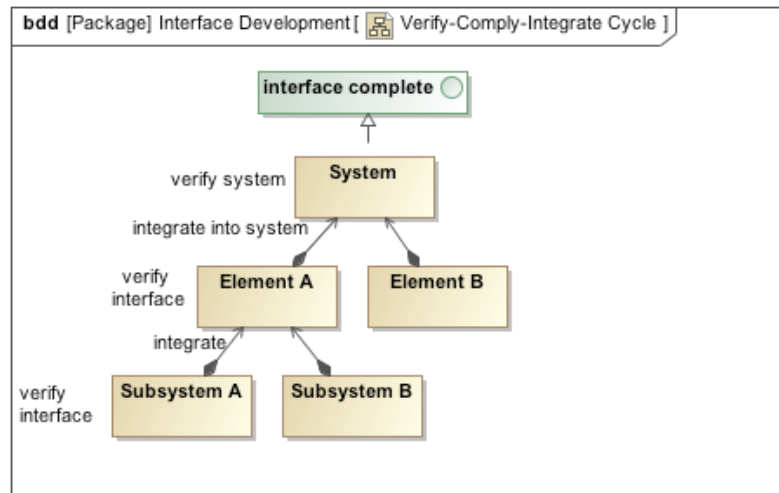 bdd [Package] Interface Development [ Verify-Comply-Integrate Cycle ]
interface complete
System
verify system
integrate into system
Element A
Element B
verify
interface
integrate
Subsystem A
Subsystem B
verify
interface